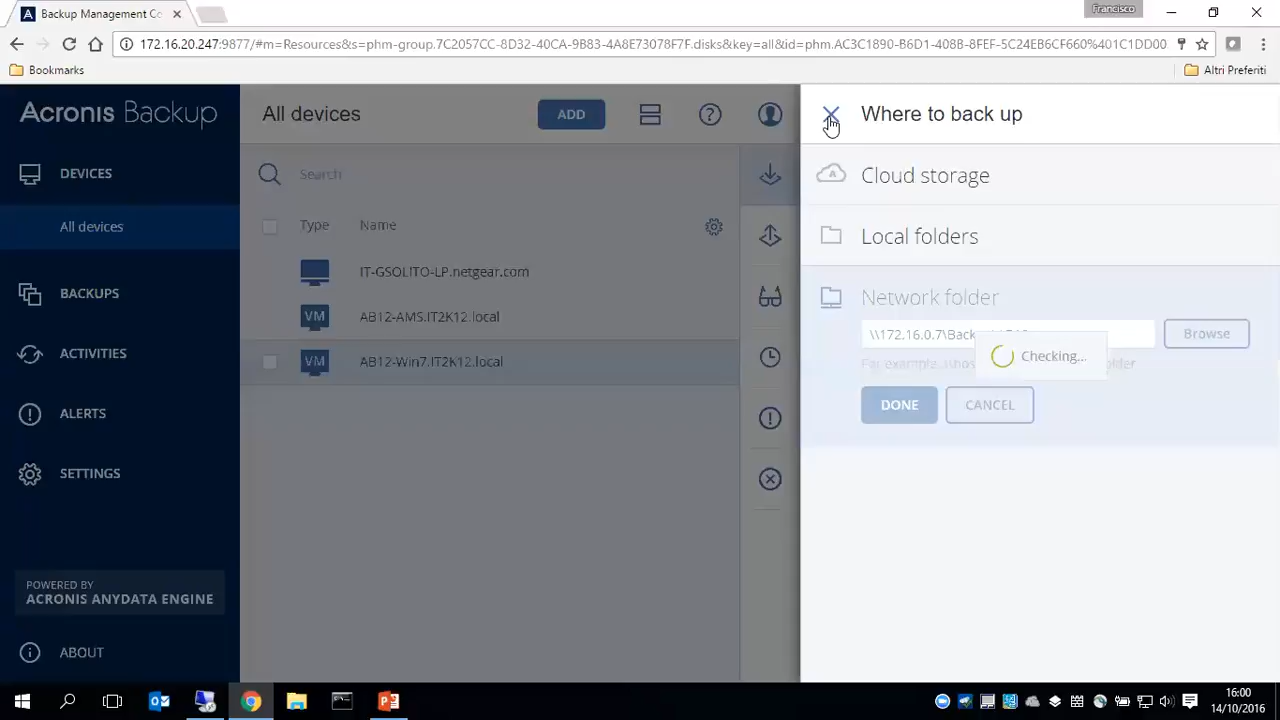 Backup Management Co
Francisco
172.16.20.247:9877/#m=Resources&s=phm-group.7C2057CC-8D32-40CA-9B83-4A8E73078F7F.disks&key=all&id=phm.AC3C1890-B6D1-408B-8FEF-5C24EB6CF660%401C1DD00
Bookmarks
Altri Preferiti
Acronis Backup
All devices
ADD
Where to back up
DEVICES
Search
Cloud storage
All devices
Type
Name
Local folders
IT-GSOLITO-LP.netgear.com
BACKUPS
Network folder
VM
AB12-AMS.IT2K12.local
\\172.16.0.7\Back
Browse
ACTIVITIES
VM
AB12-Win7.IT2K12.local
Checking...
For example,
DONE
CANCEL
ALERTS
SETTINGS
POWERED BY
ACRONIS ANYDATA ENGINE
ABOUT
16:00
14/10/2016